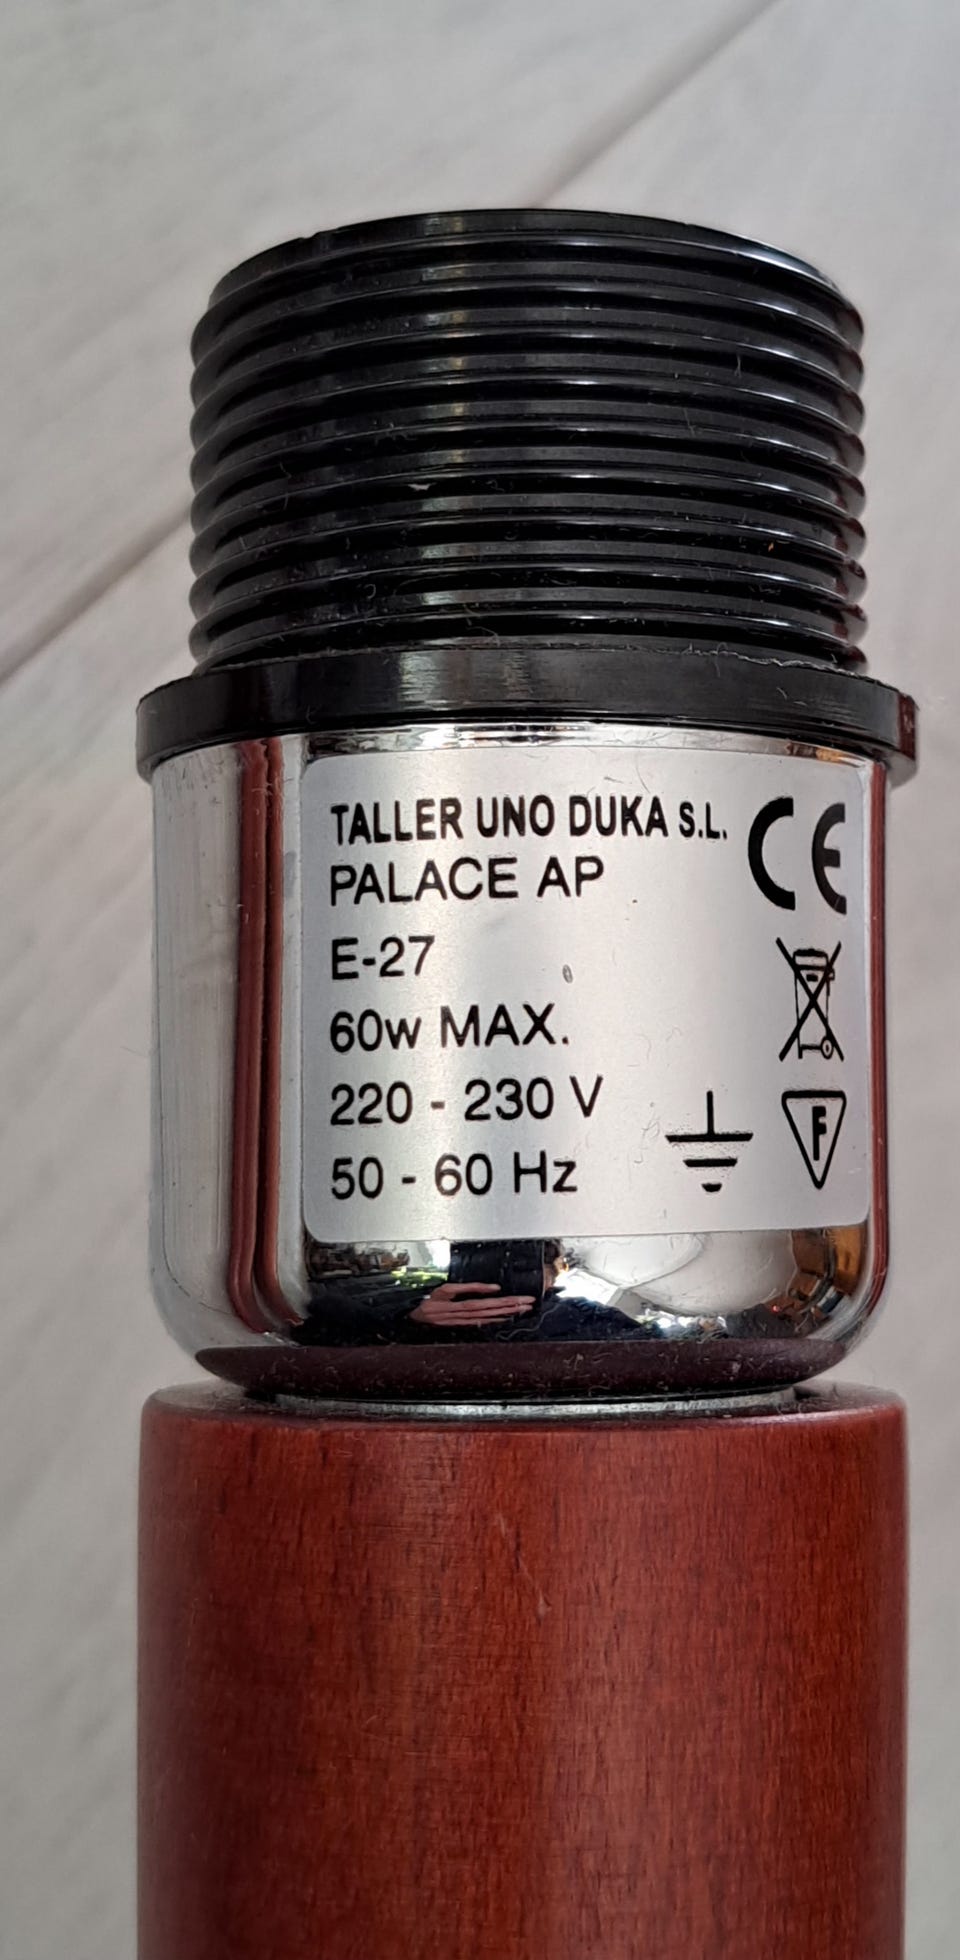 TALLER UNO DUKA S.L.
CE
PALACE AP
E-27
60w MAX.
220 - 230 V
50 - 60 Hz
F